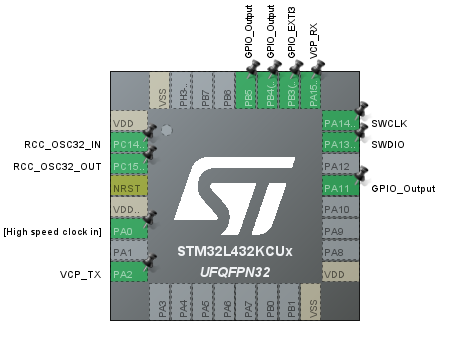 GPIO_Output
GPIO_Output
GPIO_EXTI3
VCP_RX
VSS
PH3-..
PB7
PB6
PB5
PB4(..
PB3(..
PA15..
VDD
PC14..
PC15..
NRST
VDD..
PA0
PA1
PA2
RCC_OSC32_IN
RCC_OSC32_OUT
[High speed clock in]
VCP_TX
PA14..
PA13..
PA12
PA11
PA10
PA9
PA8
VDD
SWCLK
SWDIO
GPIO_Output
ST
STM32L432KCUx
UFQFPN32
PA3
PA4
PA5
PA6
PA7
PB0
PB1
VSS